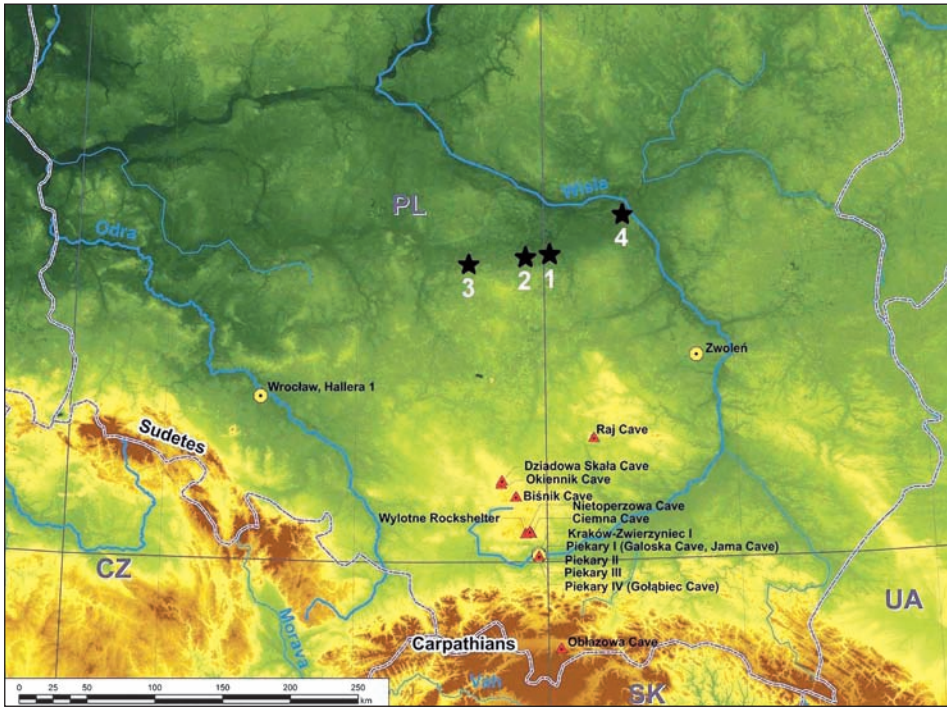 Wisła
PL
Odra
4
3
2
1
Zwoleń
Wrocław, Hallera 1
Sudetes
Raj Cave
Dziadowa Skała Cave
Okiennik Cave
Biśnik Cave
Nietoperzowa Cave
Wylotne Rockshelter
Ciemna Cave
Kraków-Zwierzyniec I
Piekary I (Galoska Cave, Jama Cave)
Piekary II
Piekary III
Piekary IV (Gołąbiec Cave)
CZ
UA
Morava
Carpathians
Obłazowa Cave
Vah
SK
0 25 50 100 150 200 250
km